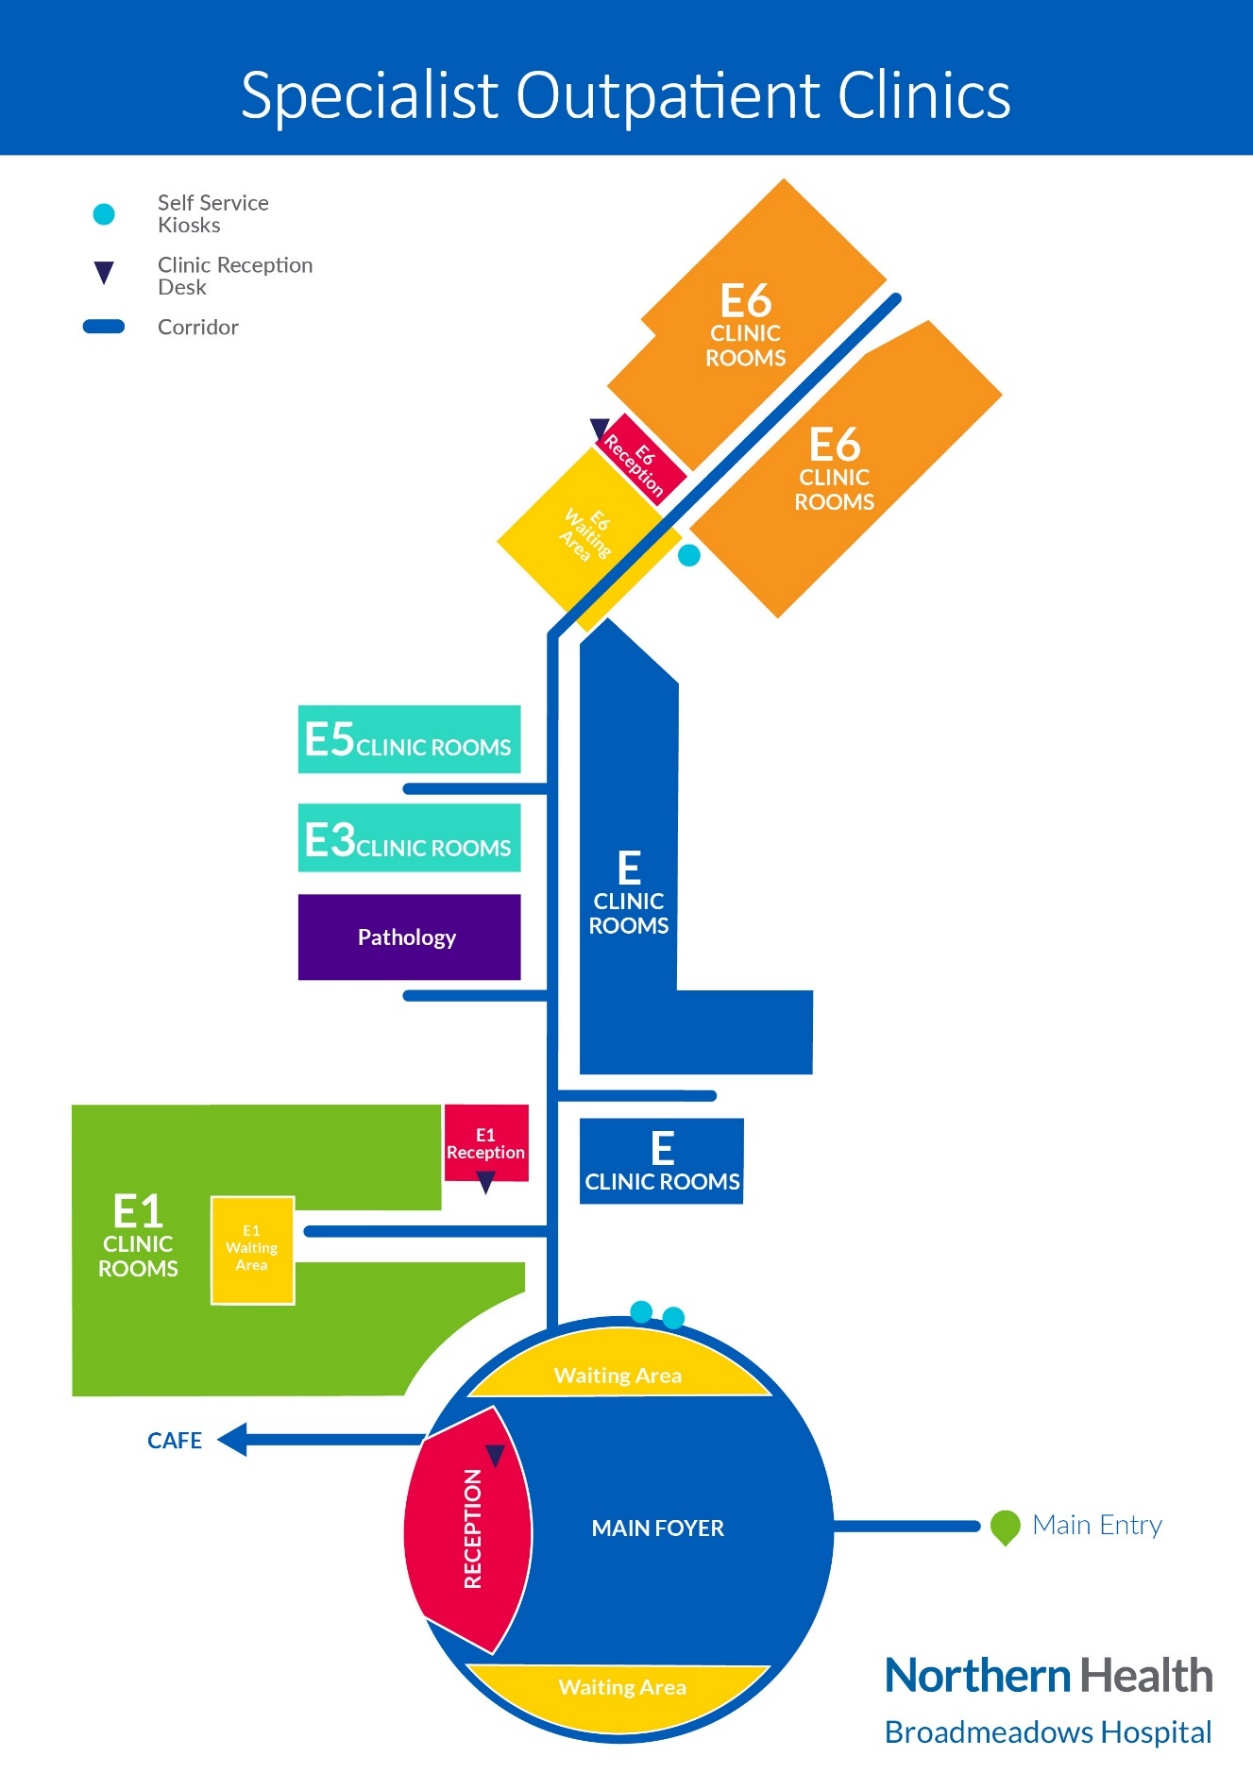 Specialist Outpatient Clinics
Self Service
Kiosks
Clinic Reception
Desk
Corridor
E6
CLINIC
ROOMS
E6
CLINIC
ROOMS
E6
Reception
E6
Waiting
Area
E5 CLINIC ROOMS
E3 CLINIC ROOMS
Pathology
E
CLINIC
ROOMS
E1
Reception
E
CLINIC ROOMS
E1
CLINIC
ROOMS
E1
Waiting
Area
Waiting Area
CAFE
RECEPTION
MAIN FOYER
Main Entry
Waiting Area
Northern Health
Broadmeadows Hospital